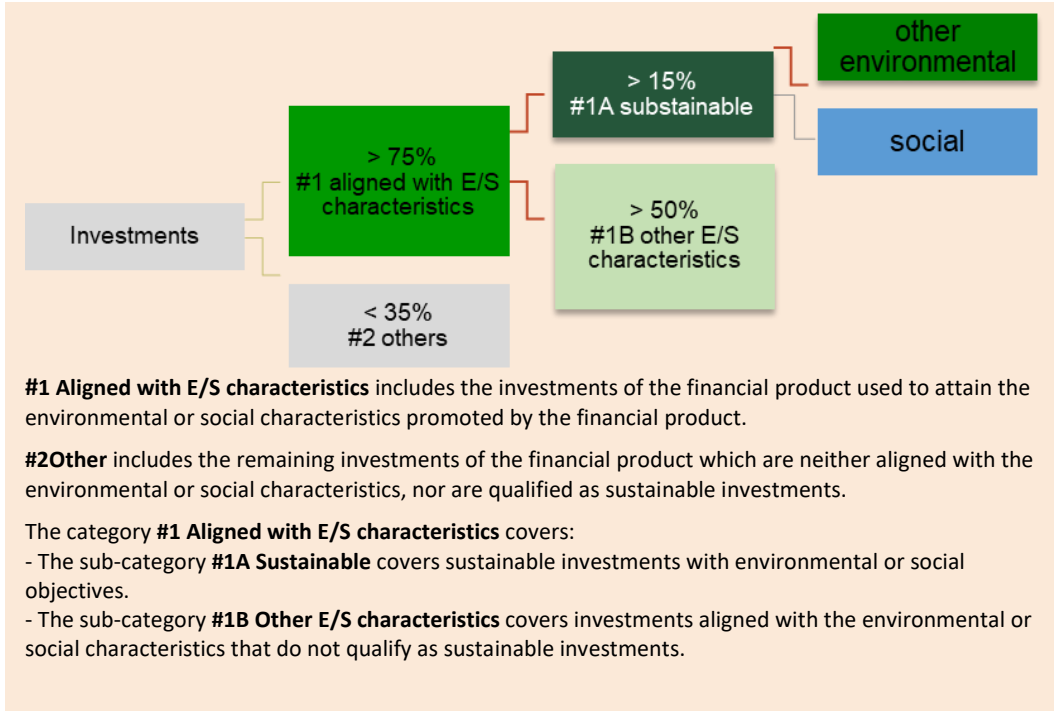 other
environmental
> 15%
#1A substainable
social
> 75%
#1 aligned with E/S
characteristics
> 50%
#1B other E/S
characteristics
Investments
< 35%
#2 others
#1 Aligned with E/S characteristics includes the investments of the financial product used to attain the
environmental or social characteristics promoted by the financial product.
#2Other includes the remaining investments of the financial product which are neither aligned with the
environmental or social characteristics, nor are qualified as sustainable investments.
The category #1 Aligned with E/S characteristics covers:
- The sub-category #1A Sustainable covers sustainable investments with environmental or social
objectives.
- The sub-category #1B Other E/S characteristics covers investments aligned with the environmental or
social characteristics that do not qualify as sustainable investments.